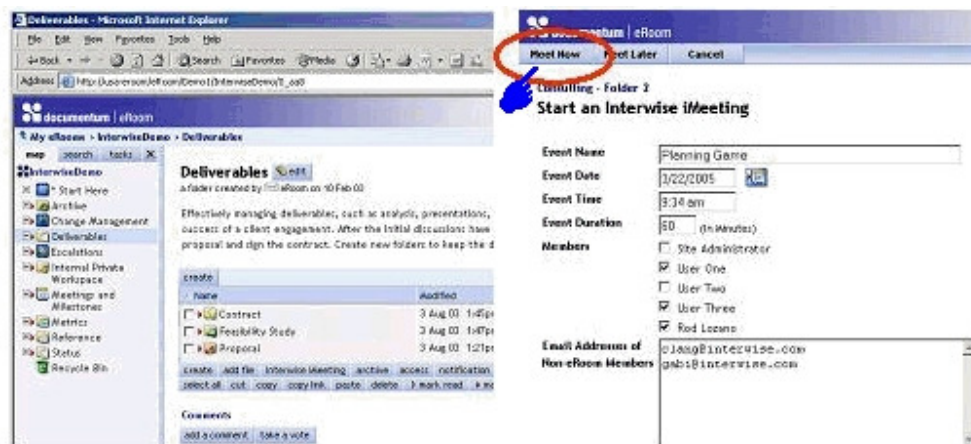 Deliverables - Microsoft Internet Explorer
File Edit View Favorites Tools Help
Back Search Favorites Media
Address
documentum | eRoom
My eRooms > InterwiseDemo > Deliverables
map search tasks X
InterwiseDemo
* Start Here
Archive
Change Management
Deliverables
Escalations
Internal Private
Workspace
Meetings and
Milestones
Metrics
Reference
Status
Recycle Bin
Deliverables edit
a folder created by eRoom on 10 Feb 03
Effectively managing deliverables, such as analysis, presentations,
success of a client engagement. After the initial discussions have
proposal and sign the contract. Create new folders to keep the d
create
Name Modified
Contract 3 Aug 03 1:45p
Feasibility Study 3 Aug 03 1:47p
Proposal 3 Aug 03 1:21p
create add file Interwise iMeeting archive access notification
select all cut copy copy link paste delete mark read
Comments
add a comment take a vote
documentum | eRoom
Meet Now Meet Later Cancel
Consulting - Folder 2
Start an Interwise iMeeting
Event Name Planning Game
Event Date 3/22/2005
Event Time 9:34 am
Event Duration 60 (in Minutes)
Members Site Administrator
User One
User Two
User Three
Rod Lozano
Email Addresses of
Non-eRoom Members
clang@interwise.com
gabi@interwise.com